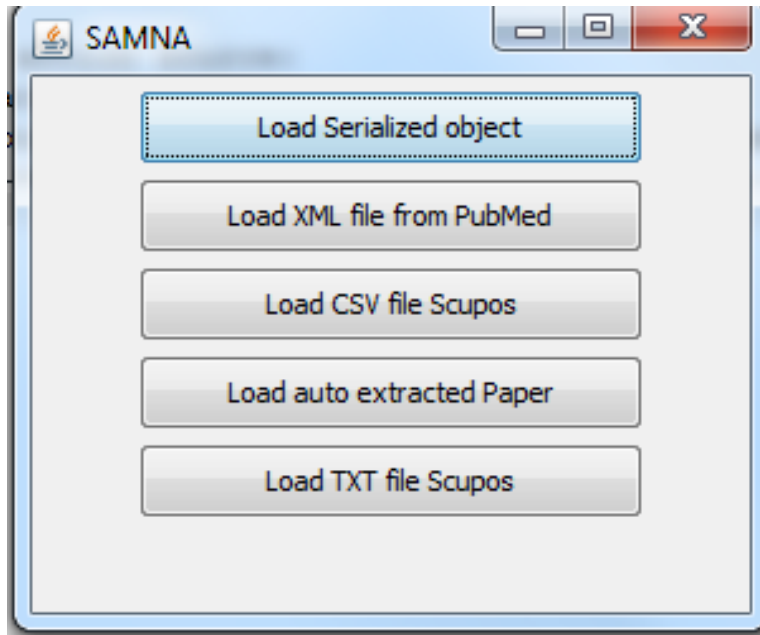 SAMNA
Load Serialized object
Load XML file from PubMed
Load CSV file Scupos
Load auto extracted Paper
Load TXT file Scupos